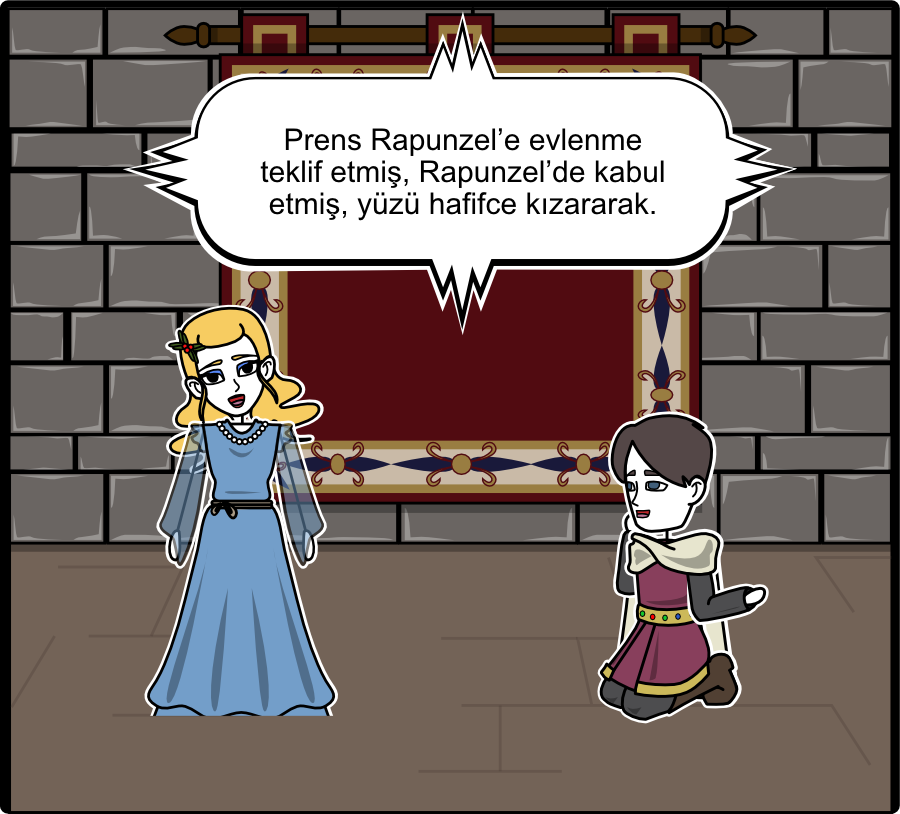 Prens Rapunzel’e evlenme
teklif etmiş, Rapunzel’de kabul
etmiş, yüzü hafifce kızararak.